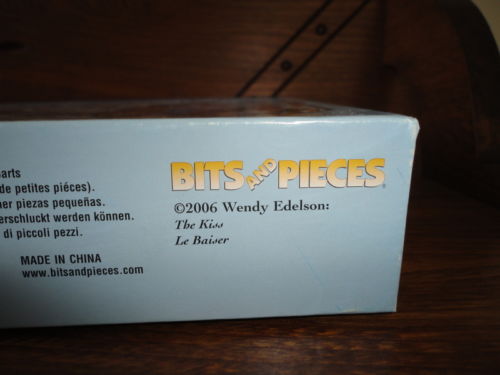 arts
de petites piéces).
er piezas pequeñas.
erschluckt werden können.
di piccoli pezzi.
MADE IN CHINA
www.bitsandpieces.com
BITS AND PIECES
©2006 Wendy Edelson:
The Kiss
Le Baiser